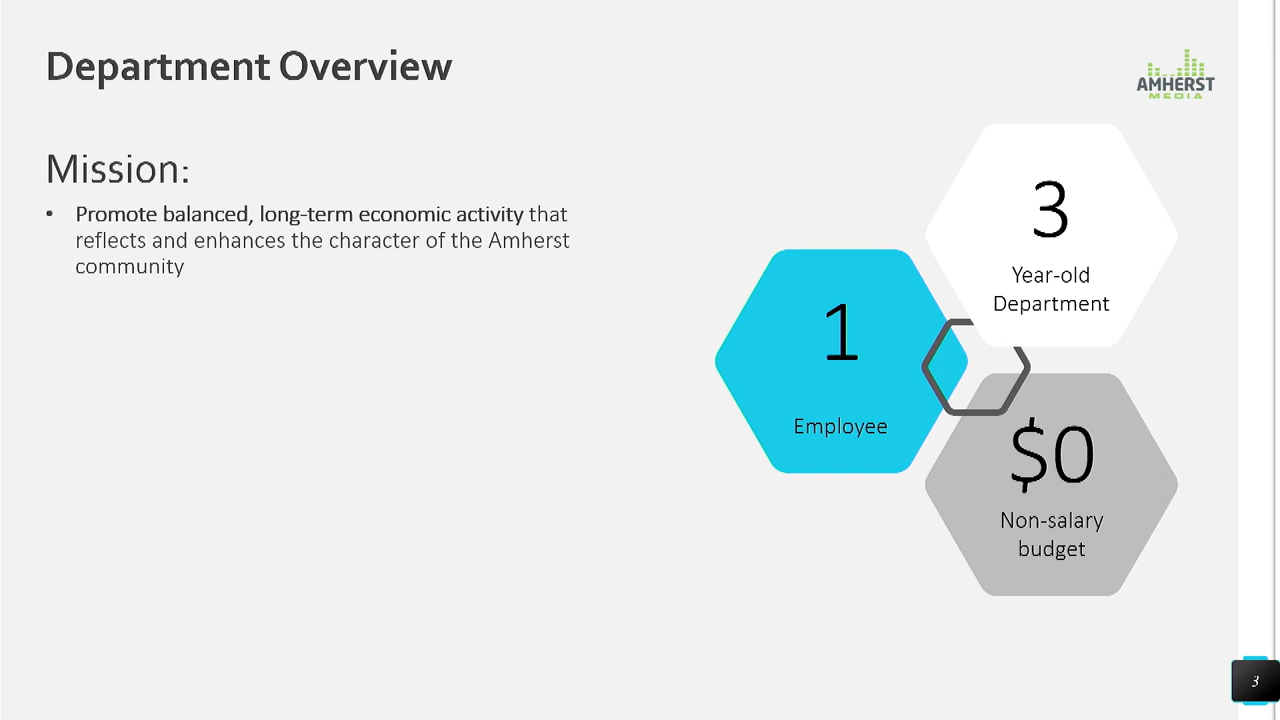 Department Overview
AMHERST
MEDIA
Mission:
• Promote balanced, long-term economic activity that
reflects and enhances the character of the Amherst
community
3
Year-old
Department
1
Employee
$0
Non-salary
budget
3